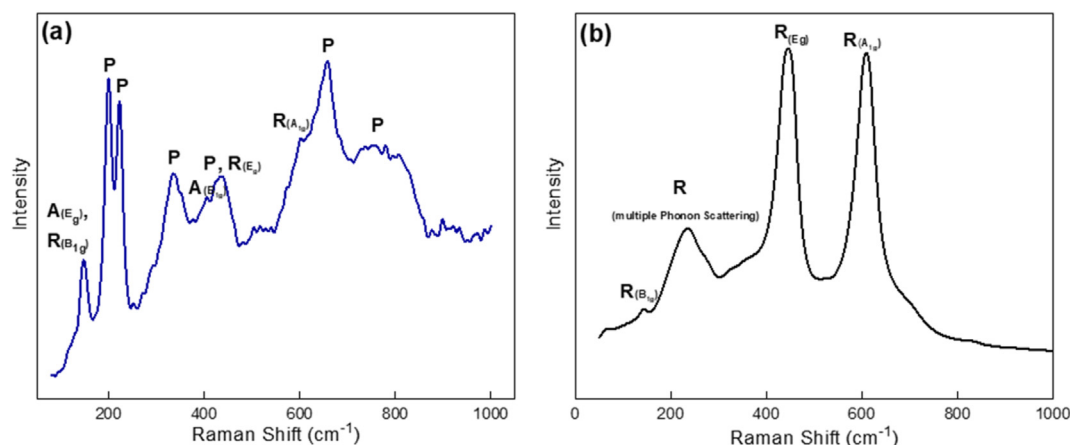 (a)
P
P
P
R(A1g)
P
P
P, R(Eg)
A(B1g)
A(Eg),
R(B1g)
Intensity
200
400
600
800
1000
Raman Shift (cm-1)
(b)
R(Eg)
R(A1g)
R
(multiple Phonon Scattering)
R(B1g)
Intensity
0
200
400
600
800
1000
Raman Shift (cm-1)